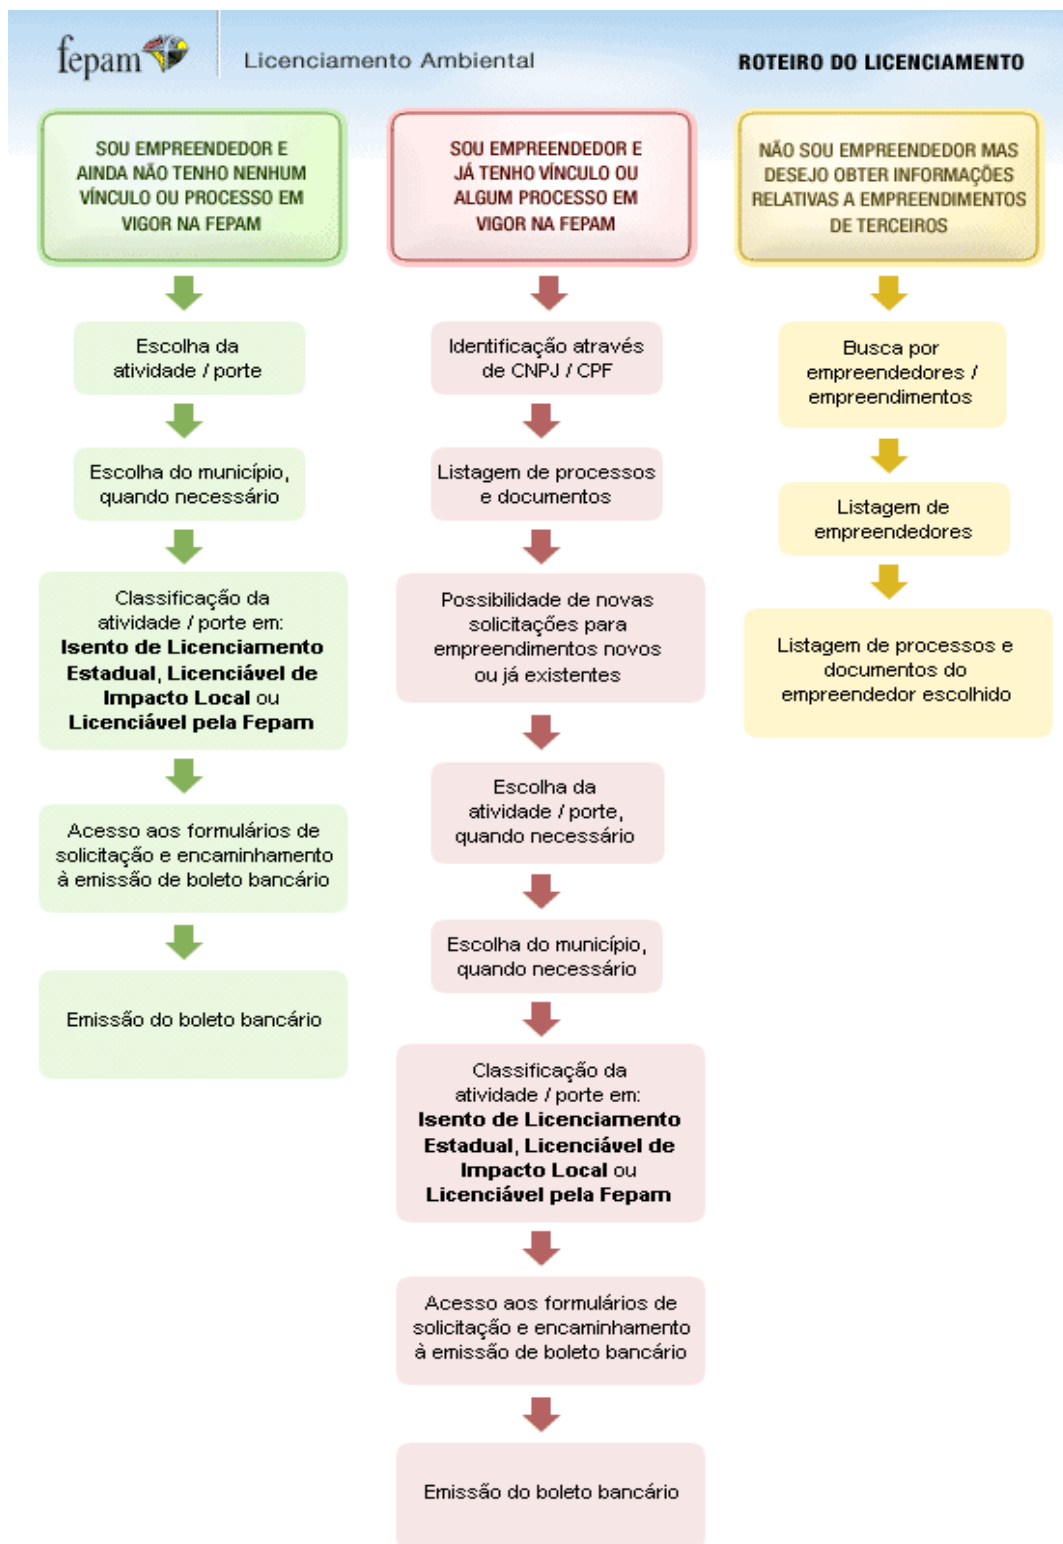 fepam
Licenciamento Ambiental
ROTEIRO DO LICENCIAMENTO
SOU EMPREENDEDOR E
AINDA NÃO TENHO NENHUM
VÍNCULO OU PROCESSO EM
VIGOR NA FEPAM
Escolha da
atividade / porte
Escolha do município,
quando necessário
Classificação da
atividade / porte em:
Isento de Licenciamento
Estadual, Licenciável de
Impacto Local ou
Licenciável pela Fepam
Acesso aos formulários de
solicitação e encaminhamento
à emissão de boleto bancário
Emissão do boleto bancário
SOU EMPREENDEDOR E
JÁ TENHO VÍNCULO OU
ALGUM PROCESSO EM
VIGOR NA FEPAM
Identificação através
de CNPJ / CPF
Listagem de processos
e documentos
Possibilidade de novas
solicitações para
empreendimentos novos
ou já existentes
Escolha da
atividade / porte,
quando necessário
Escolha do município,
quando necessário
Classificação da
atividade / porte em:
Isento de Licenciamento
Estadual, Licenciável de
Impacto Local ou
Licenciável pela Fepam
Acesso aos formulários de
solicitação e encaminhamento
à emissão de boleto bancário
Emissão do boleto bancário
NÃO SOU EMPREENDEDOR MAS
DESEJO OBTER INFORMAÇÕES
RELATIVAS A EMPREENDIMENTOS
DE TERCEIROS
Busca por
empreendedores /
empreendimentos
Listagem de
empreendedores
Listagem de processos e
documentos do
empreendedor escolhido